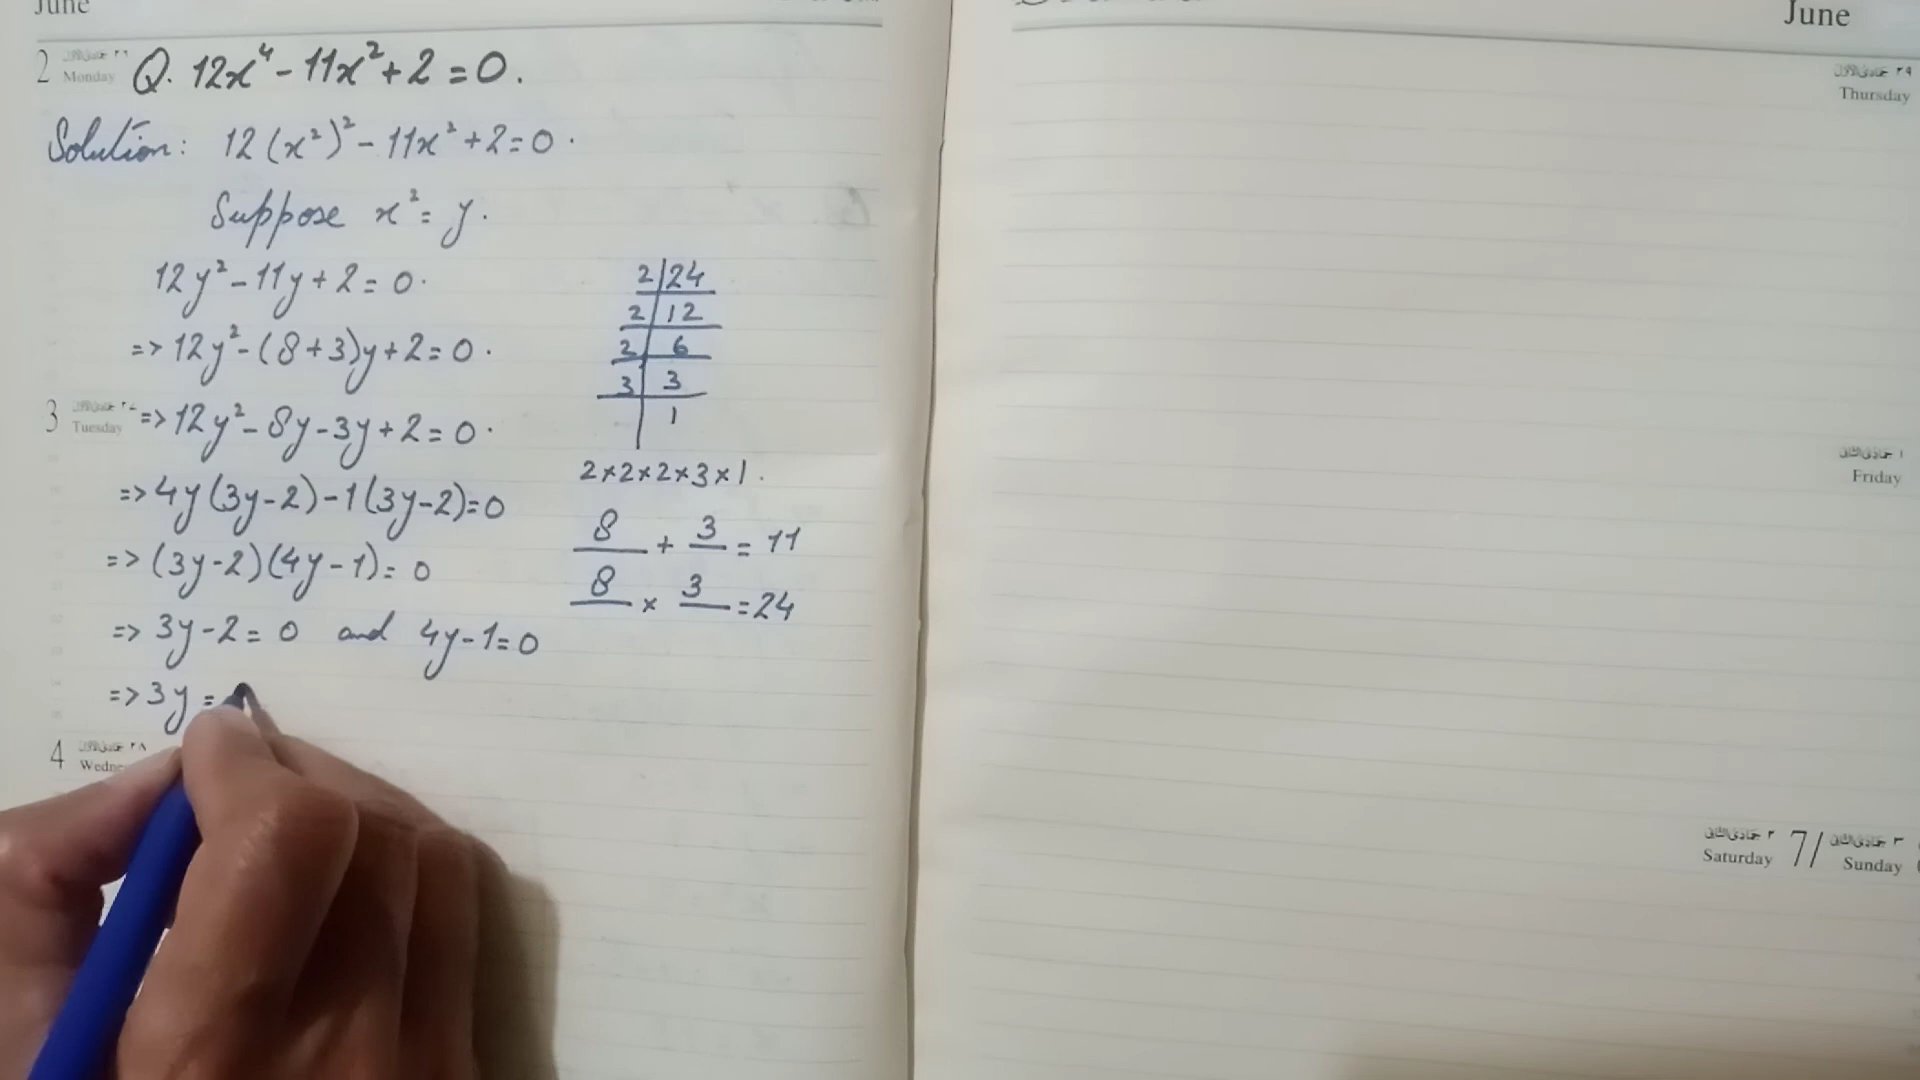 June
2 Monday
Q. 12x⁴ - 11x² + 2 = 0.
Solution: 12(x²)² - 11x² + 2 = 0.
Suppose x² = y.
12y² - 11y + 2 = 0.
=> 12y² - (8+3)y + 2 = 0.
3 Tuesday
=> 12y² - 8y - 3y + 2 = 0.
=> 4y(3y-2) - 1(3y-2) = 0
=> (3y-2)(4y-1) = 0
=> 3y - 2 = 0 and 4y - 1 = 0
=> 3y =
4
2 | 24
2 | 12
2 | 6
3 | 3
| 1
2×2×2×3×1.
8 + 3 = 11
8 × 3 = 24
June
٢٩
Thursday
١
Friday
٢
Saturday
7/
٣
Sunday